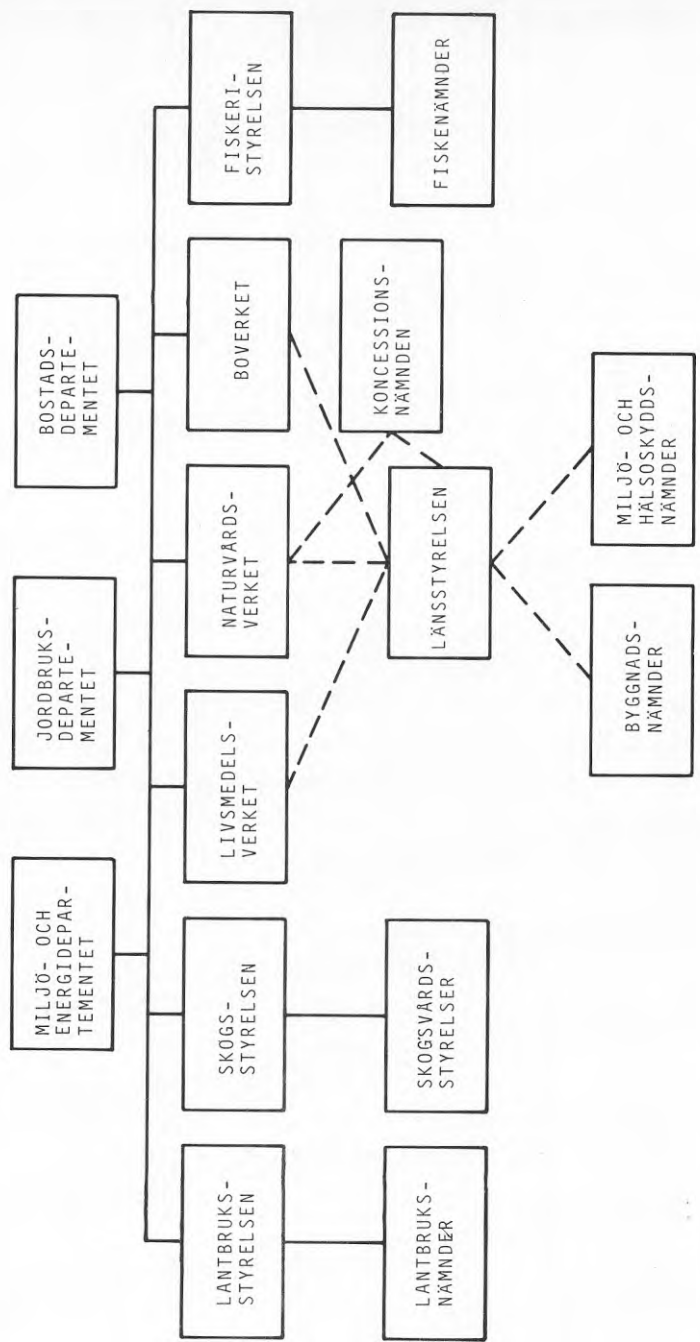 MILJÖ- OCH
ENERGIDEPAR-
TEMENTET
JORDBRUKS-
DEPARTE-
MENTET
BOSTADS-
DEPARTE-
MENTET
LANTBRUKS-
STYRELSEN
SKOGS-
STYRELSEN
LIVSMEDELS-
VERKET
NATURVÅRDS-
VERKET
BOVERKET
FISKERI-
STYRELSEN
LANTBRUKS-
NÄMNDER
SKOGSVÅRDS-
STYRELSER
LÄNSSTYRELSEN
KONCESSIONS-
NÄMNDEN
FISKENÄMNDER
BYGGNADS-
NÄMNDER
MILJÖ- OCH
HÄLSOSKYDDS-
NÄMNDER